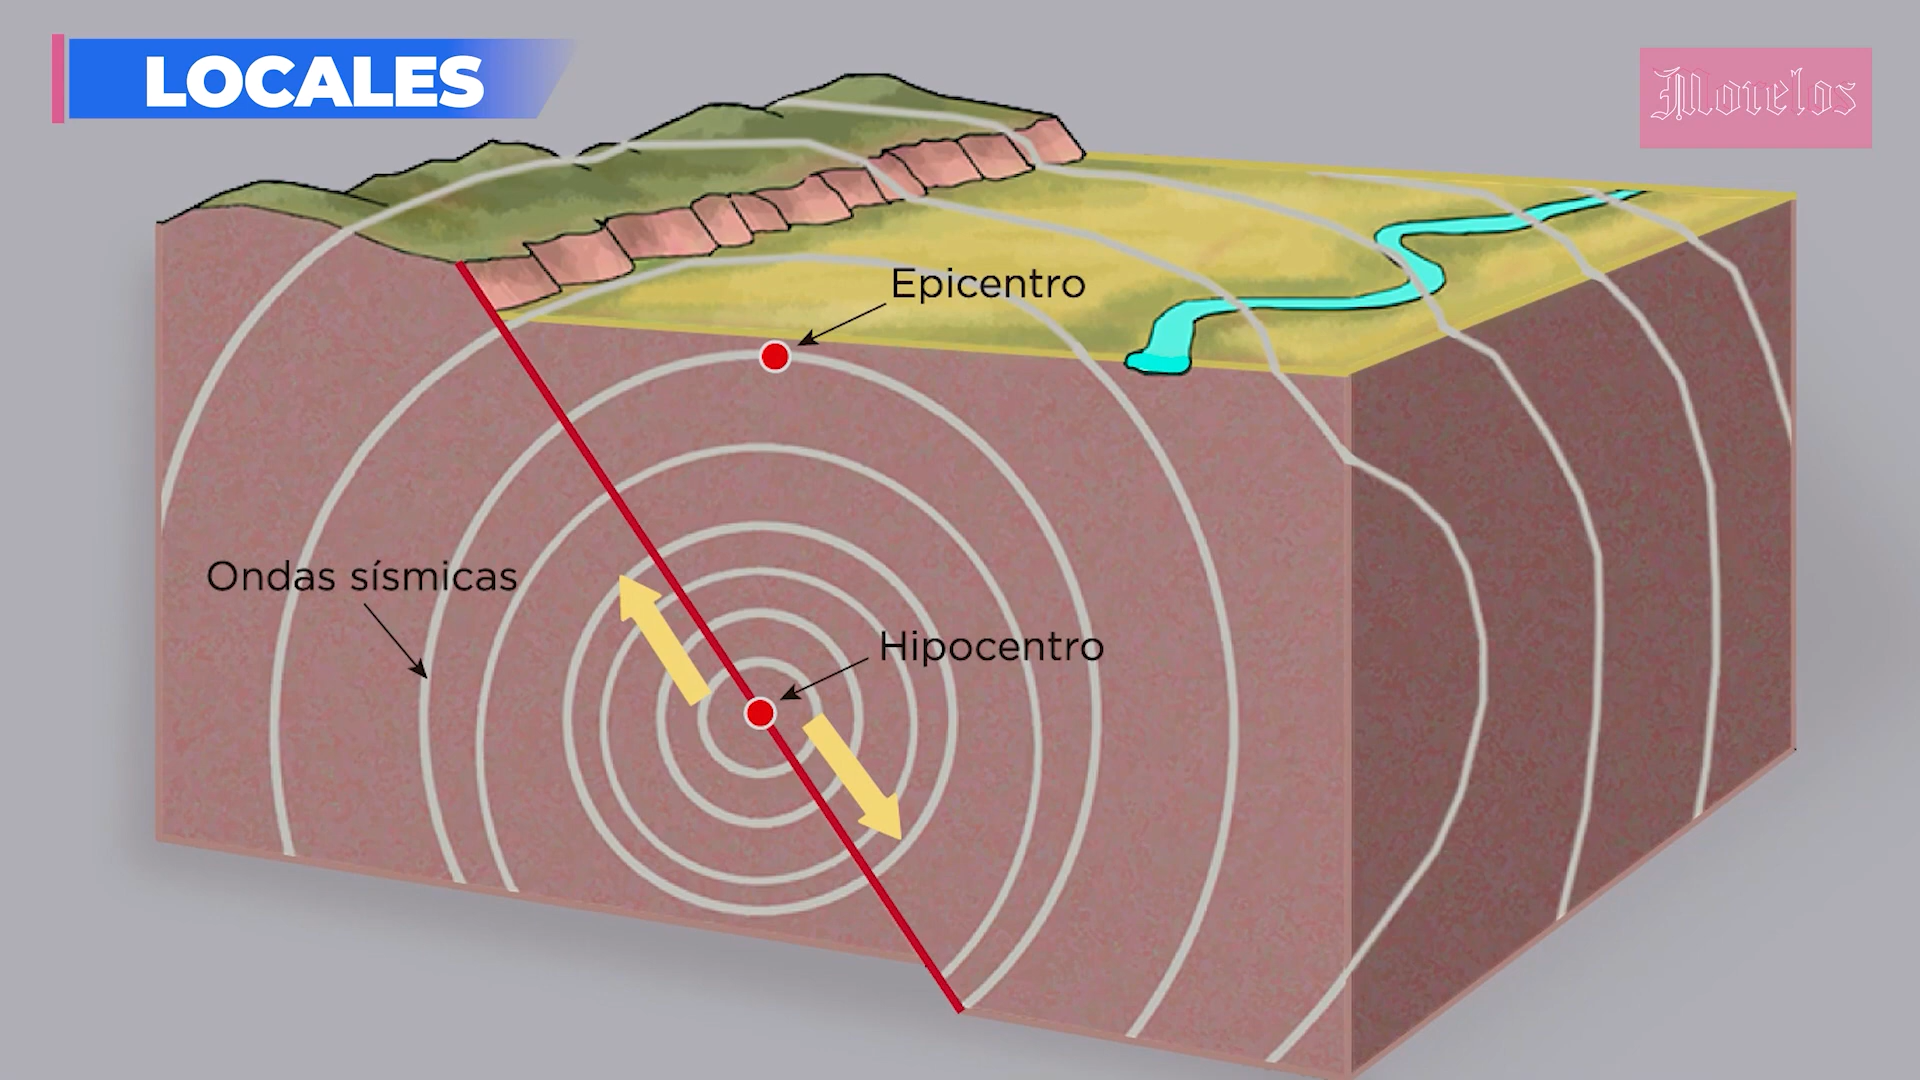 LOCALES
Morelos
Epicentro
Ondas sísmicas
Hipocentro